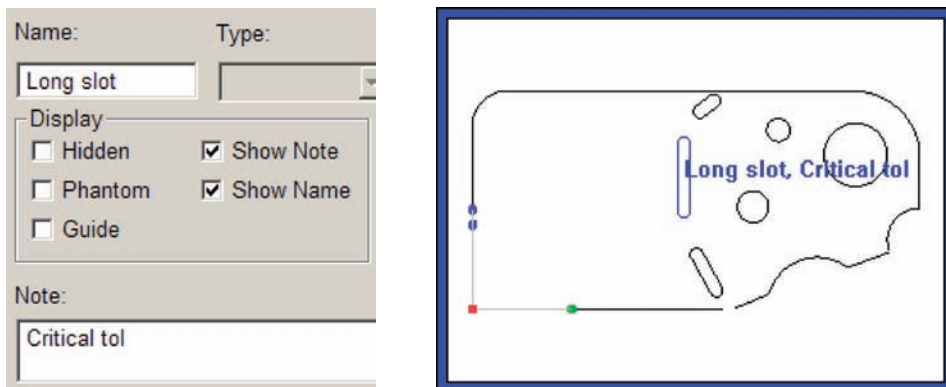 Name:
Type:
Long slot
Display
Hidden
Show Note
Phantom
Show Name
Guide
Note:
Critical tol
Long slot, Critical tol